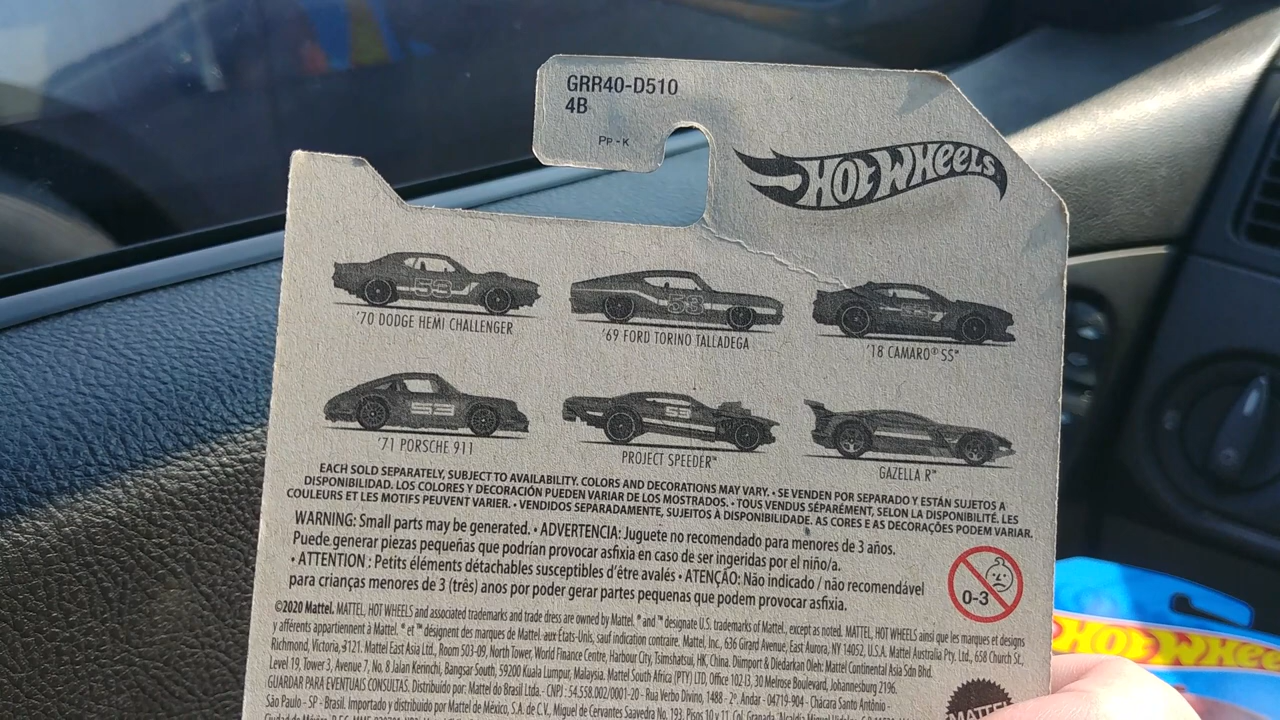 GRR40-D510
4B
PP - K
HOT WHEELS
53
53
'70 DODGE HEMI CHALLENGER
'69 FORD TORINO TALLADEGA
'18 CAMARO® SS™
53
53
'71 PORSCHE 911
PROJECT SPEEDER™
GAZELLA R™
EACH SOLD SEPARATELY, SUBJECT TO AVAILABILITY. COLORS AND DECORATIONS MAY VARY. • SE VENDEN POR SEPARADO Y ESTÁN SUJETOS A
DISPONIBILIDAD. LOS COLORES Y DECORACIÓN PUEDEN VARIAR DE LOS MOSTRADOS. • TOUS VENDUS SÉPARÉMENT, SELON LA DISPONIBILITÉ. LES
COULEURS ET LES MOTIFS PEUVENT VARIER. • VENDIDOS SEPARADAMENTE, SUJEITOS À DISPONIBILIDADE. AS CORES E AS DECORAÇÕES PODEM VARIAR.
WARNING: Small parts may be generated. • ADVERTENCIA: Juguete no recomendado para menores de 3 años.
Puede generar piezas pequeñas que podrían provocar asfixia en caso de ser ingeridas por el niño/a.
• ATTENTION : Petits éléments détachables susceptibles d'être avalés • ATENÇÃO: Não indicado / não recomendável
para crianças menores de 3 (três) anos por poder gerar partes pequenas que podem provocar asfixia.
0-3
©2020 Mattel. MATTEL, HOT WHEELS and associated trademarks and trade dress are owned by Mattel. ® and ™ designate U.S. trademarks of Mattel, except as noted. MATTEL, HOT WHEELS ainsi que les marques et designs
y afférents appartiennent à Mattel. ® et ™ désignent des marques de Mattel aux États-Unis, sauf indication contraire. Mattel, Inc., 636 Girard Avenue, East Aurora, NY 14052, U.S.A. Mattel Australia Pty. Ltd., 658 Church St.,
Richmond, Victoria, 3121. Mattel East Asia Ltd., Room 503-09, North Tower, World Finance Centre, Harbour City, Tsimshatsui, HK, China. Diimport & Diedarkan Oleh: Mattel Continental Asia Sdn Bhd.
Level 19, Tower 3, Avenue 7, No. 8 Jalan Kerinchi, Bangsar South, 59200 Kuala Lumpur, Malaysia. Mattel South Africa (PTY) LTD, Office 102 I3, 30 Melrose Boulevard, Johannesburg 2196.
GUARDAR PARA EVENTUAIS CONSULTAS. Distribuido por: Mattel do Brasil Ltda - CNPJ : 54.558.002/0001-20 - Rua Verbo Divino, 1488 - 2º. Andar - 04719-904 - Chácara Santo Antônio -
São Paulo - SP - Brasil. Importado y distribuido por Mattel de México, S.A. de C.V., Miguel de Cervantes Saavedra No. 193, Pisos 10 y 11, Col.
MATTEL
HOT WHEE